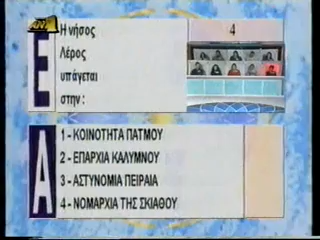 Ε
Η νήσος
Λέρος
υπάγεται
στην :
4
Α
1 - ΚΟΙΝΟΤΗΤΑ ΠΑΤΜΟΥ
2 - ΕΠΑΡΧΙΑ ΚΑΛΥΜΝΟΥ
3 - ΑΣΤΥΝΟΜΙΑ ΠΕΙΡΑΙΑ
4 - ΝΟΜΑΡΧΙΑ ΤΗΣ ΣΚΙΑΘΟΥ